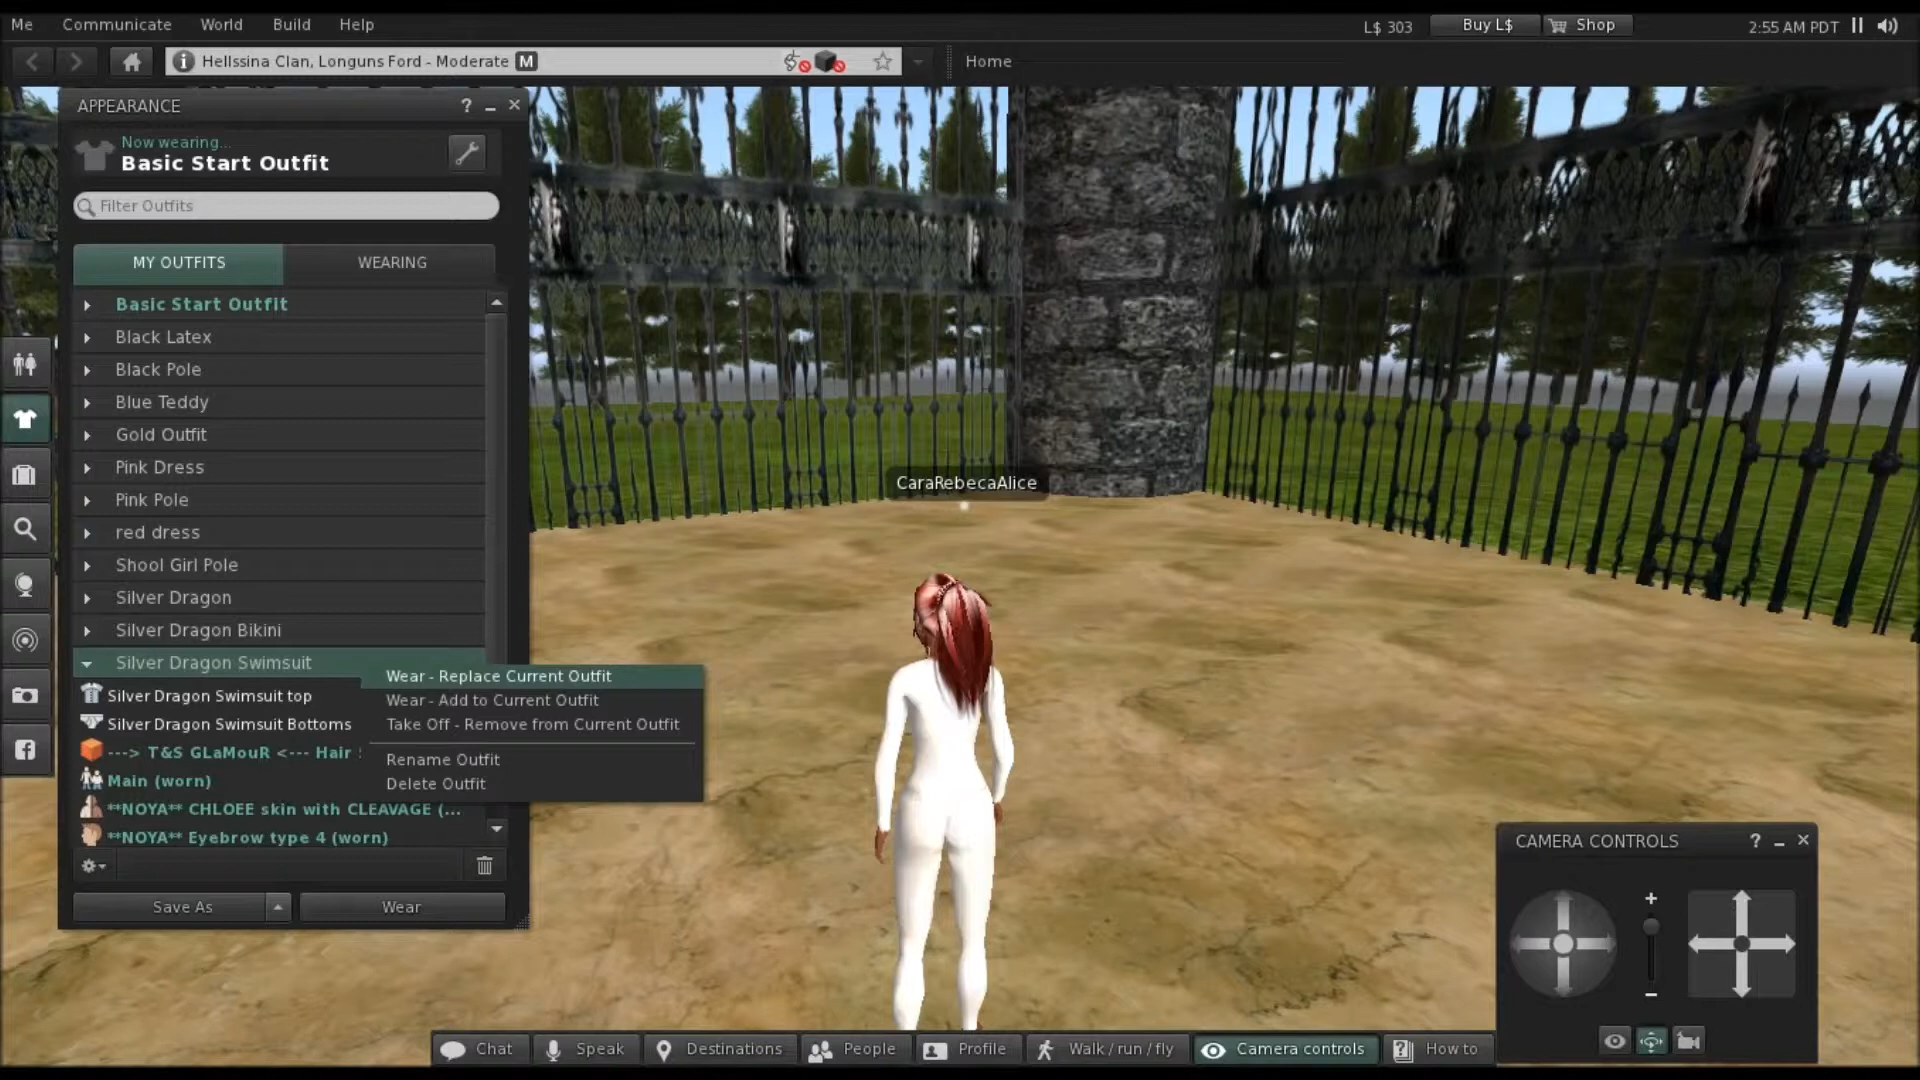 Me Communicate World Build Help
L$ 303 Buy L$ Shop 2:55 AM PDT
Hellssina Clan, Longuns Ford - Moderate M
Home
APPEARANCE ?
Now wearing...
Basic Start Outfit
Filter Outfits
MY OUTFITS WEARING
Basic Start Outfit
Black Latex
Black Pole
Blue Teddy
Gold Outfit
Pink Dress
Pink Pole
red dress
Shool Girl Pole
Silver Dragon
Silver Dragon Bikini
Silver Dragon Swimsuit
Silver Dragon Swimsuit top
Silver Dragon Swimsuit Bottoms
---> T&S GLaMouR <--- Hair
Main (worn)
**NOYA** CHLOEE skin with CLEAVAGE (...
**NOYA** Eyebrow type 4 (worn)
Save As Wear
Wear - Replace Current Outfit
Wear - Add to Current Outfit
Take Off - Remove from Current Outfit
Rename Outfit
Delete Outfit
CaraRebecaAlice
CAMERA CONTROLS ?
Chat Speak Destinations People Profile Walk / run / fly Camera controls How to